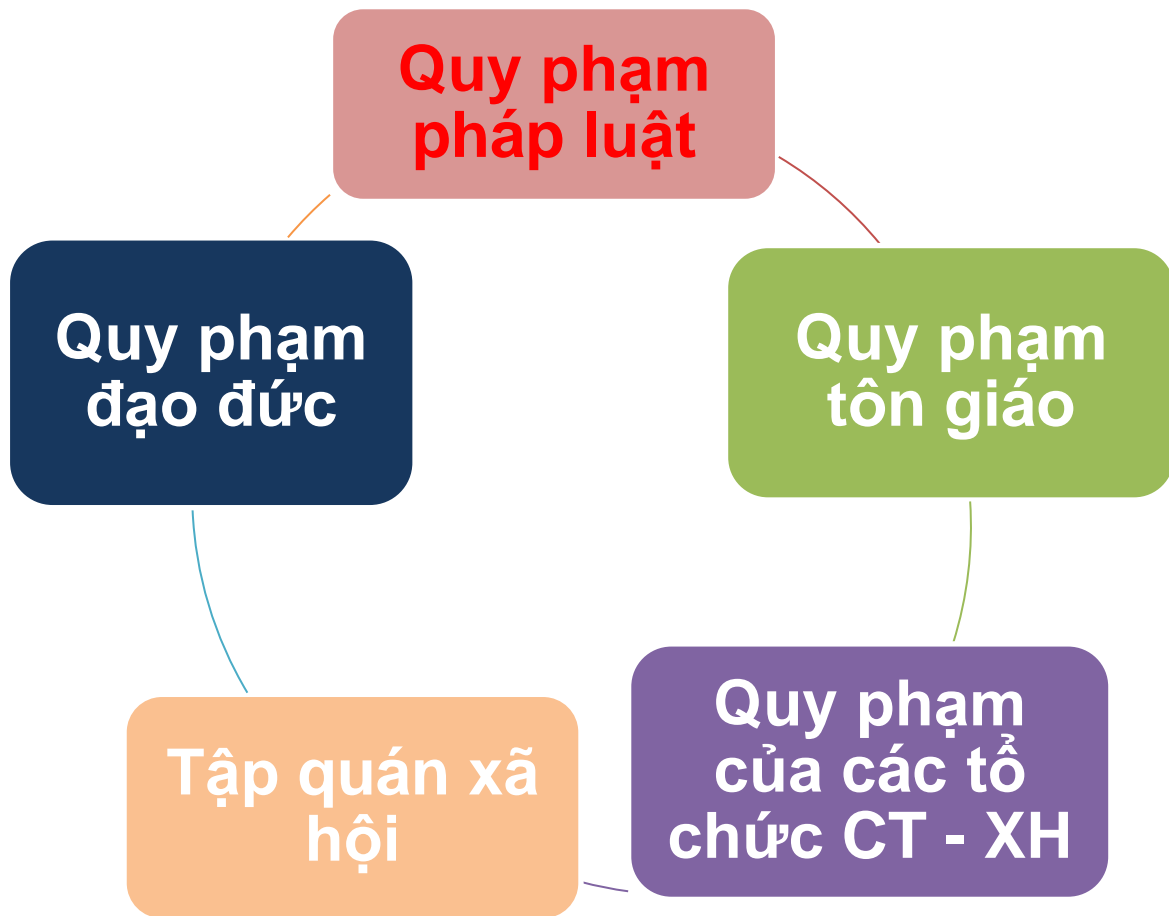 Quy phạm
pháp luật
Quy phạm
đạo đức
Quy phạm
tôn giáo
Tập quán xã
hội
Quy phạm
của các tổ
chức CT - XH